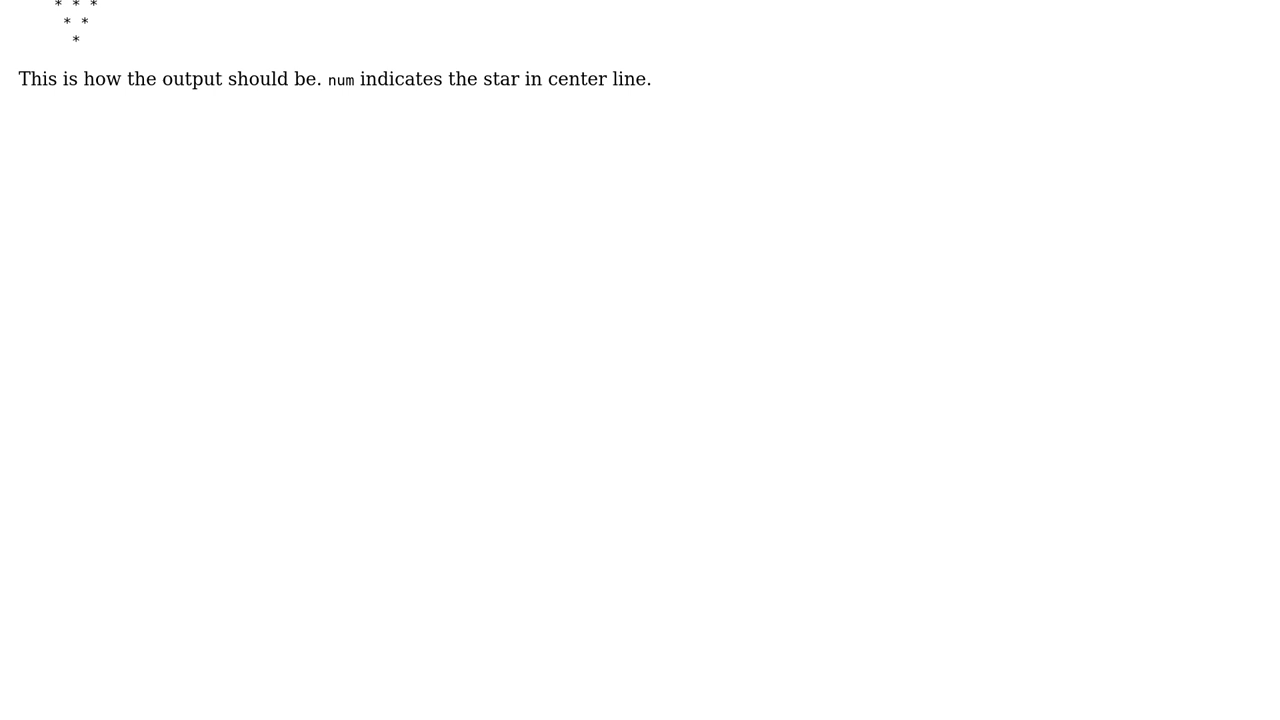 * * *
* *
*
This is how the output should be. num indicates the star in center line.